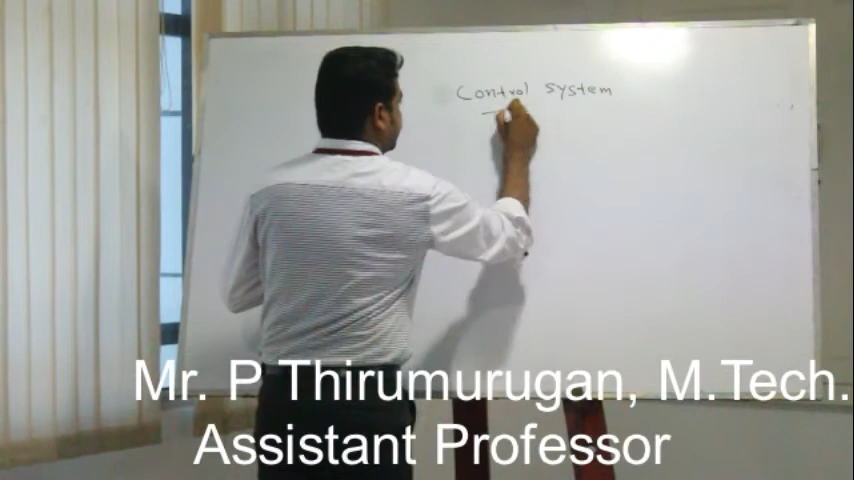 Control system
Mr. P Thirumurugan, M.Tech.
Assistant Professor